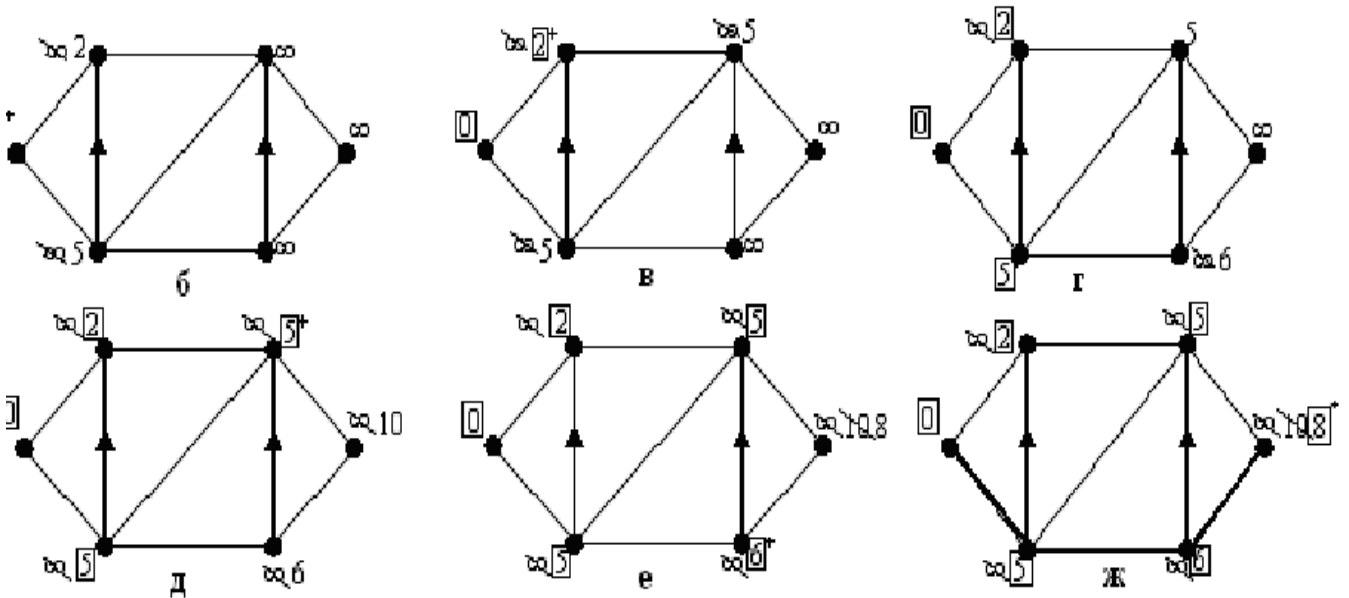 ∞ 2 ∞
+ ∞
∞ 5 ∞
б
∞ 2+ ∞ 5
0 ∞
∞ 5 ∞
в
∞ 2 5
0 ∞
5 ∞ 6
г
∞ 2 ∞ 5+
0 ∞ 10
∞ 5 ∞ 6
д
∞ 2 ∞ 5
0 ∞ 10 8
∞ 5 ∞ 6+
е
∞ 2 ∞ 5
0 ∞ 10 8+
∞ 5 ∞ 6
ж